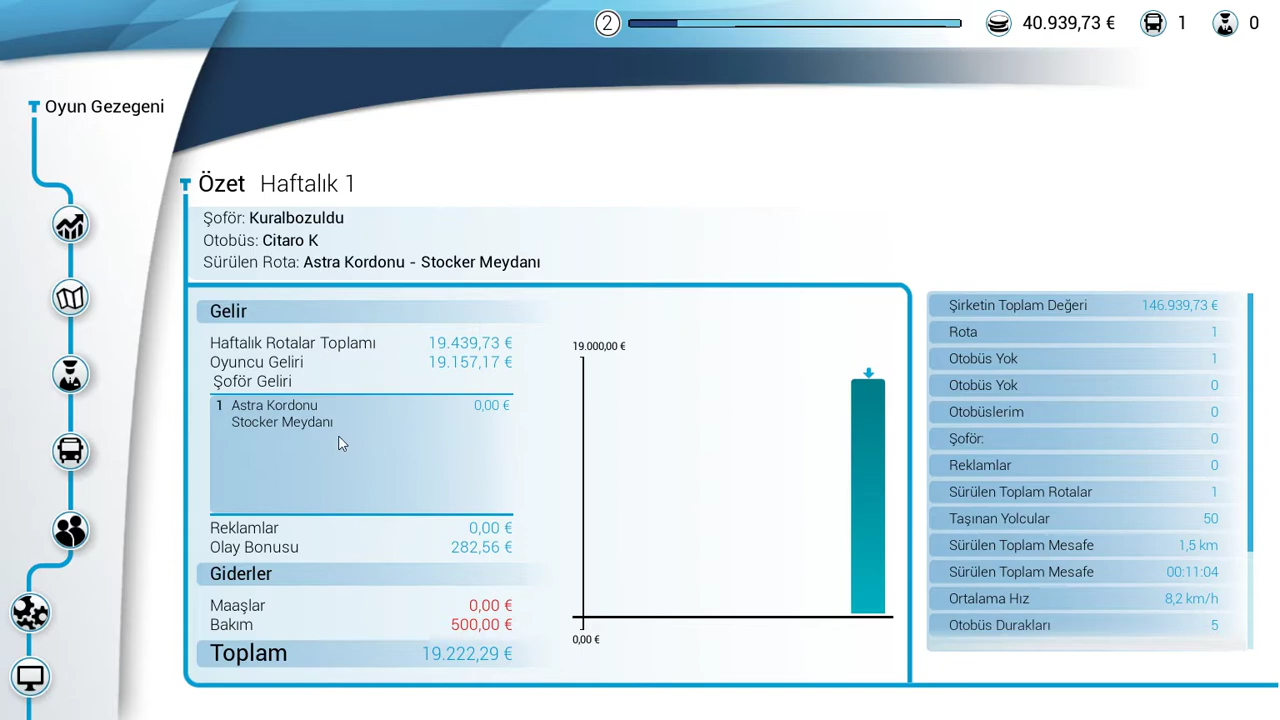 2
40.939,73 €
1
0
Oyun Gezegeni
Özet Haftalık 1
Şoför: Kuralbozuldu
Otobüs: Citaro K
Sürülen Rota: Astra Kordonu - Stocker Meydanı
Gelir
Haftalık Rotalar Toplamı 19.439,73 €
Oyuncu Geliri 19.157,17 €
Şoför Geliri
1 Astra Kordonu 0,00 €
Stocker Meydanı
Reklamlar 0,00 €
Olay Bonusu 282,56 €
Giderler
Maaşlar 0,00 €
Bakım 500,00 €
Toplam 19.222,29 €
19.000,00 €
0,00 €
Şirketin Toplam Değeri 146.939,73 €
Rota 1
Otobüs Yok 1
Otobüs Yok 0
Otobüslerim 0
Şoför: 0
Reklamlar 0
Sürülen Toplam Rotalar 1
Taşınan Yolcular 50
Sürülen Toplam Mesafe 1,5 km
Sürülen Toplam Mesafe 00:11:04
Ortalama Hız 8,2 km/h
Otobüs Durakları 5